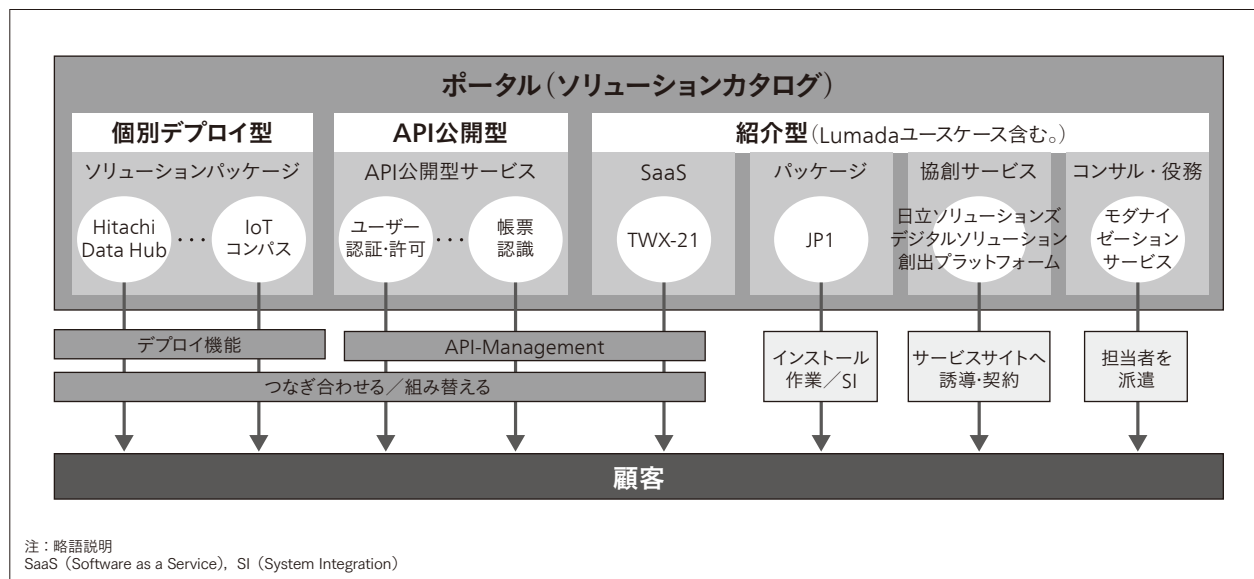 ポータル(ソリューションカタログ)
個別デプロイ型
API公開型
紹介型(Lumadaユースケース含む。)
ソリューションパッケージ
API公開型サービス
SaaS
パッケージ
協創サービス
コンサル・役務
Hitachi
Data Hub
・・・
IoT
コンパス
ユーザー
認証・許可
・・・
帳票
認識
TWX-21
JP1
日立ソリューションズ
デジタルソリューション
創出プラットフォーム
モダナイ
ゼーション
サービス
デプロイ機能
API-Management
つなぎ合わせる/組み替える
インストール
作業/SI
サービスサイトへ
誘導・契約
担当者を
派遣
顧客
注:略語説明
SaaS(Software as a Service), SI(System Integration)